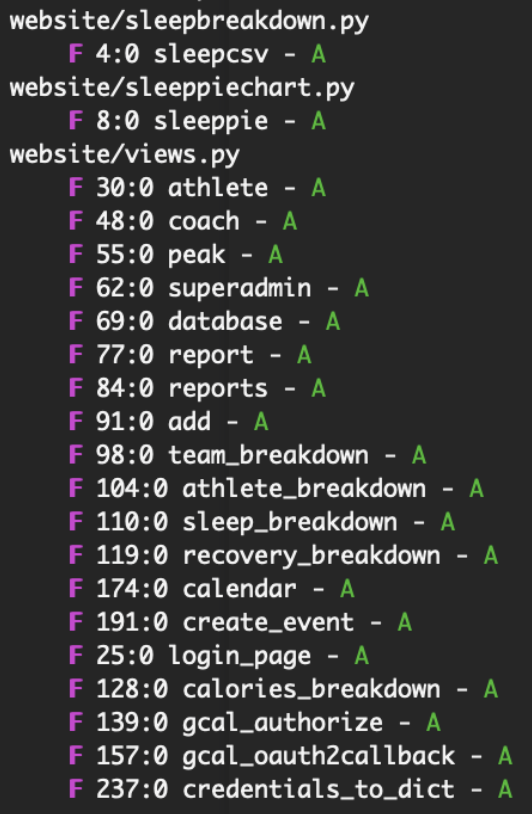 website/sleepbreakdown.py
F 4:0 sleepcsv - A
website/sleeppiechart.py
F 8:0 sleeppie - A
website/views.py
F 30:0 athlete - A
F 48:0 coach - A
F 55:0 peak - A
F 62:0 superadmin - A
F 69:0 database - A
F 77:0 report - A
F 84:0 reports - A
F 91:0 add - A
F 98:0 team_breakdown - A
F 104:0 athlete_breakdown - A
F 110:0 sleep_breakdown - A
F 119:0 recovery_breakdown - A
F 174:0 calendar - A
F 191:0 create_event - A
F 25:0 login_page - A
F 128:0 calories_breakdown - A
F 139:0 gcal_authorize - A
F 157:0 gcal_oauth2callback - A
F 237:0 credentials_to_dict - A